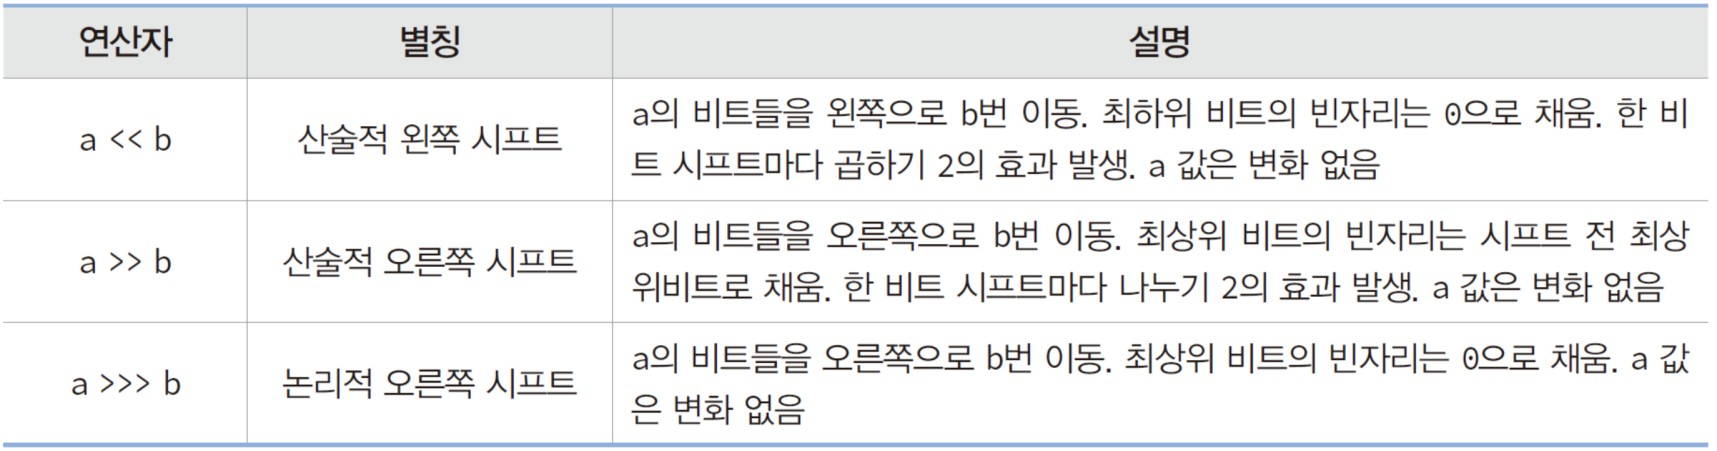 연산자 별칭 설명
a << b 산술적 왼쪽 시프트 a의 비트들을 왼쪽으로 b번 이동. 최하위 비트의 빈자리는 0으로 채움. 한 비
트 시프트마다 곱하기 2의 효과 발생. a 값은 변화 없음
a >> b 산술적 오른쪽 시프트 a의 비트들을 오른쪽으로 b번 이동. 최상위 비트의 빈자리는 시프트 전 최상
위비트로 채움. 한 비트 시프트마다 나누기 2의 효과 발생. a 값은 변화 없음
a >>> b 논리적 오른쪽 시프트 a의 비트들을 오른쪽으로 b번 이동. 최상위 비트의 빈자리는 0으로 채움. a 값
은 변화 없음